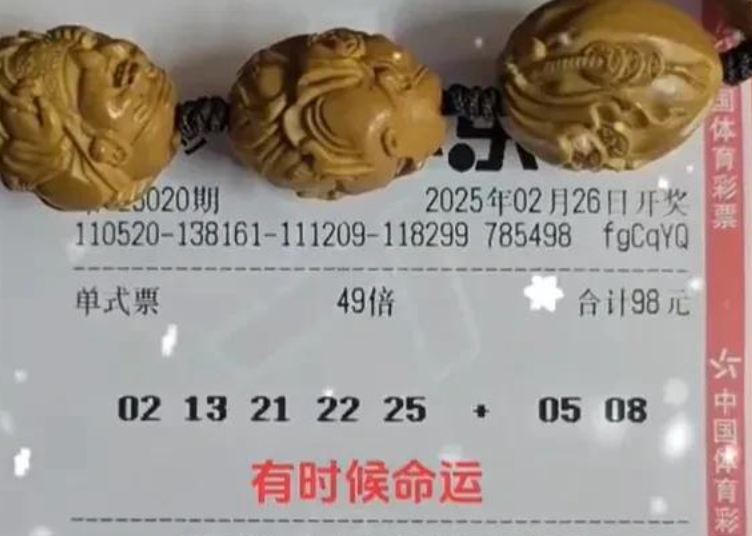 乐
25020期 2025年02月26日开奖
110520-138161-111209-118299 785498 fgCqYQ
单式票 49倍 合计98元
02 13 21 22 25 + 05 08
有时候命运
国体育彩票
中国体育彩